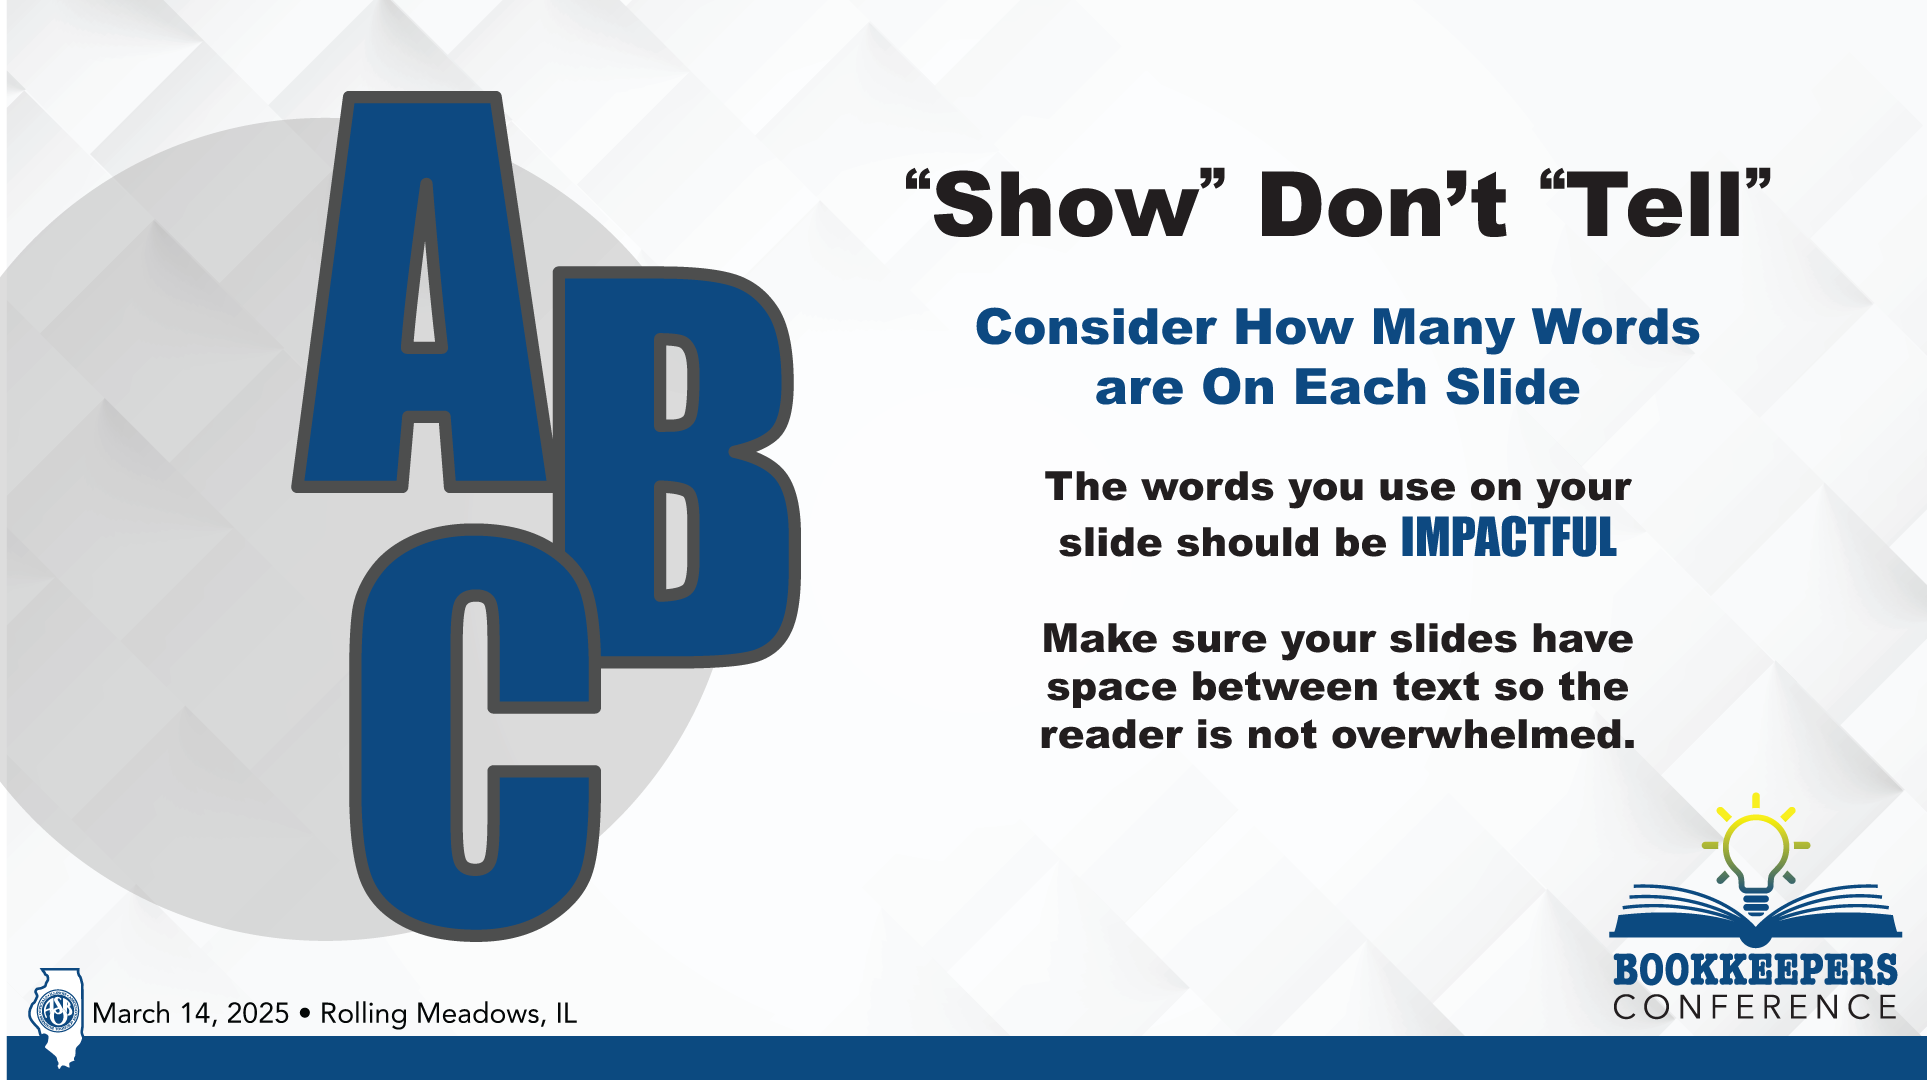 A
B
C
“Show” Don’t “Tell”
Consider How Many Words
are On Each Slide
The words you use on your
slide should be IMPACTFUL
Make sure your slides have
space between text so the
reader is not overwhelmed.
BOOKKEEPERS
CONFERENCE
March 14, 2025 • Rolling Meadows, IL